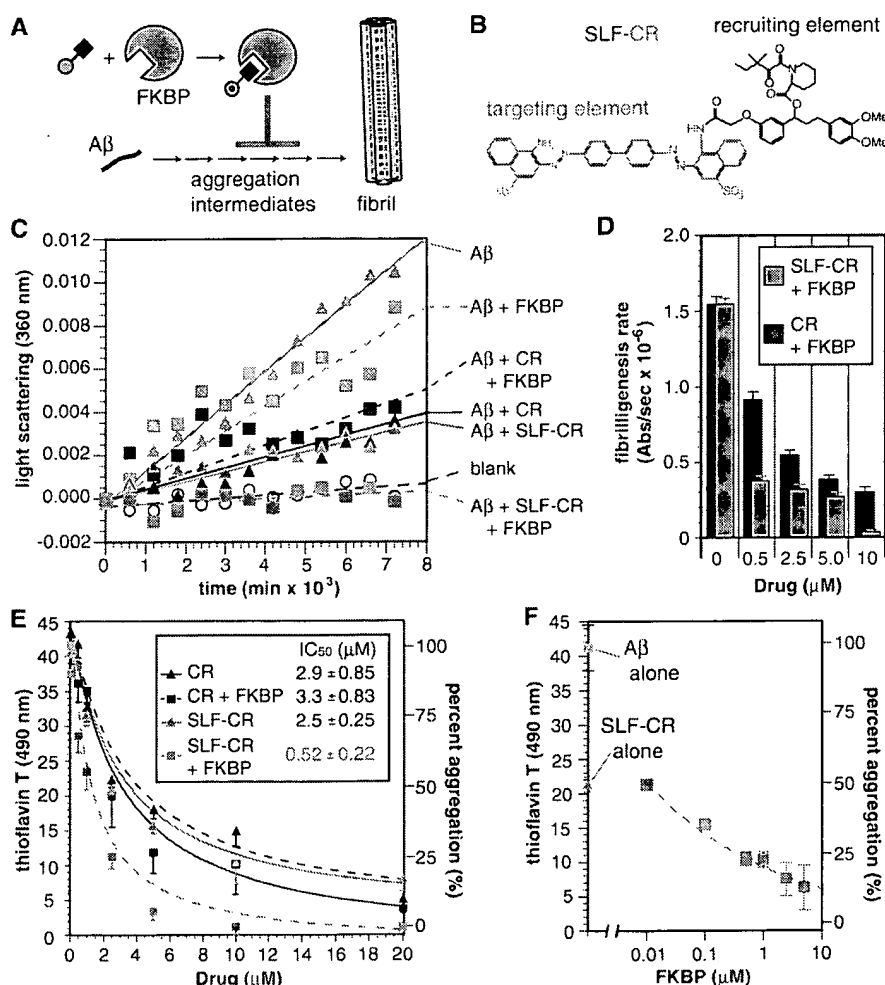 A
+
FKBP
Aβ
aggregation
intermediates
fibril
B
SLF-CR
recruiting element
targeting element
NH₂
N
N
N
N
HN
O
O
O
N
O
O
O
OMe
OMe
SO₃
C
light scattering (360 nm)
0.012
0.010
0.008
0.006
0.004
0.002
0.000
-0.002
0 1 2 3 4 5 6 7 8
time (min x 10³)
Aβ
Aβ + FKBP
Aβ + CR
+ FKBP
Aβ + CR
Aβ + SLF-CR
blank
Aβ + SLF-CR
+ FKBP
D
fibrilligenesis rate
(Abs/sec x 10⁻⁶)
2.0
1.5
1.0
0.5
0
SLF-CR
+ FKBP
CR
+ FKBP
0 0.5 2.5 5.0 10
Drug (μM)
E
thioflavin T (490 nm)
45
40
35
30
25
20
15
10
5
0
IC₅₀ (μM)
CR 2.9 ± 0.85
CR + FKBP 3.3 ± 0.83
SLF-CR 2.5 ± 0.25
SLF-CR
+ FKBP 0.52 ± 0.22
100
75
50
25
0
percent aggregation (%)
0 2 4 6 8 10 12 14 16 18 20
Drug (μM)
F
thioflavin T (490 nm)
45
40
35
30
25
20
15
10
5
0
Aβ
alone
SLF-CR
alone
100
75
50
25
0
percent aggregation (%)
0.01 0.1 1 10
FKBP (μM)